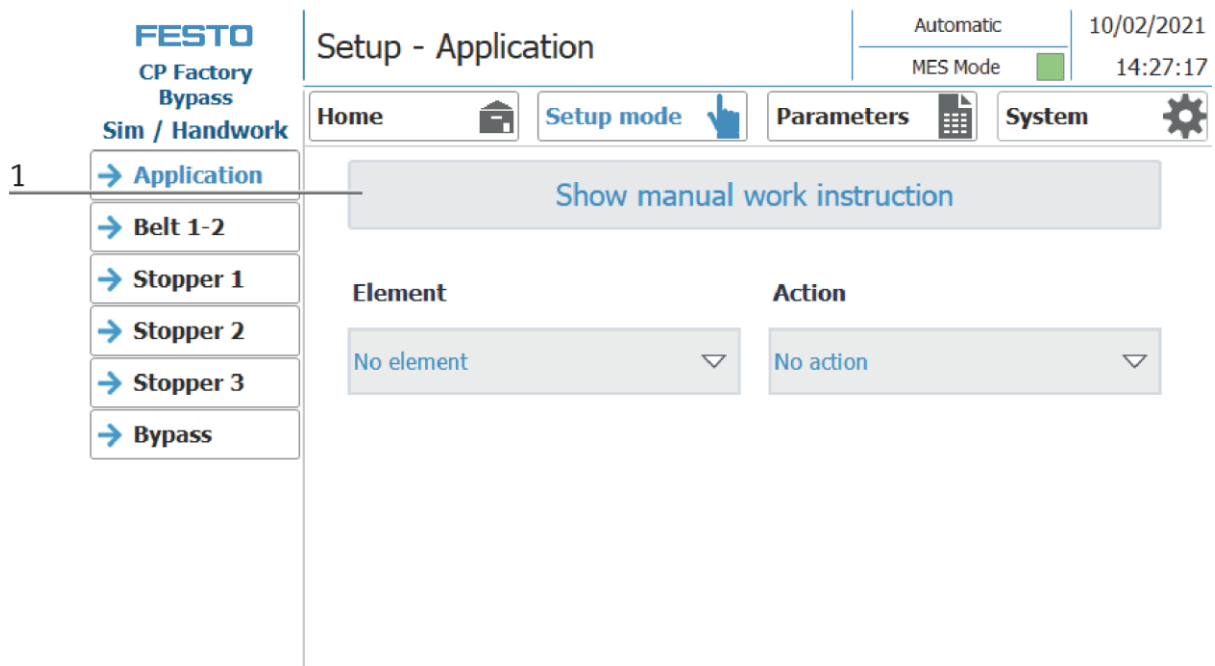 FESTO
CP Factory
Bypass
Sim / Handwork
Setup - Application
Automatic
10/02/2021
MES Mode
14:27:17
Home
Setup mode
Parameters
System
1
Application
Belt 1-2
Stopper 1
Stopper 2
Stopper 3
Bypass
Show manual work instruction
Element
Action
No element
No action